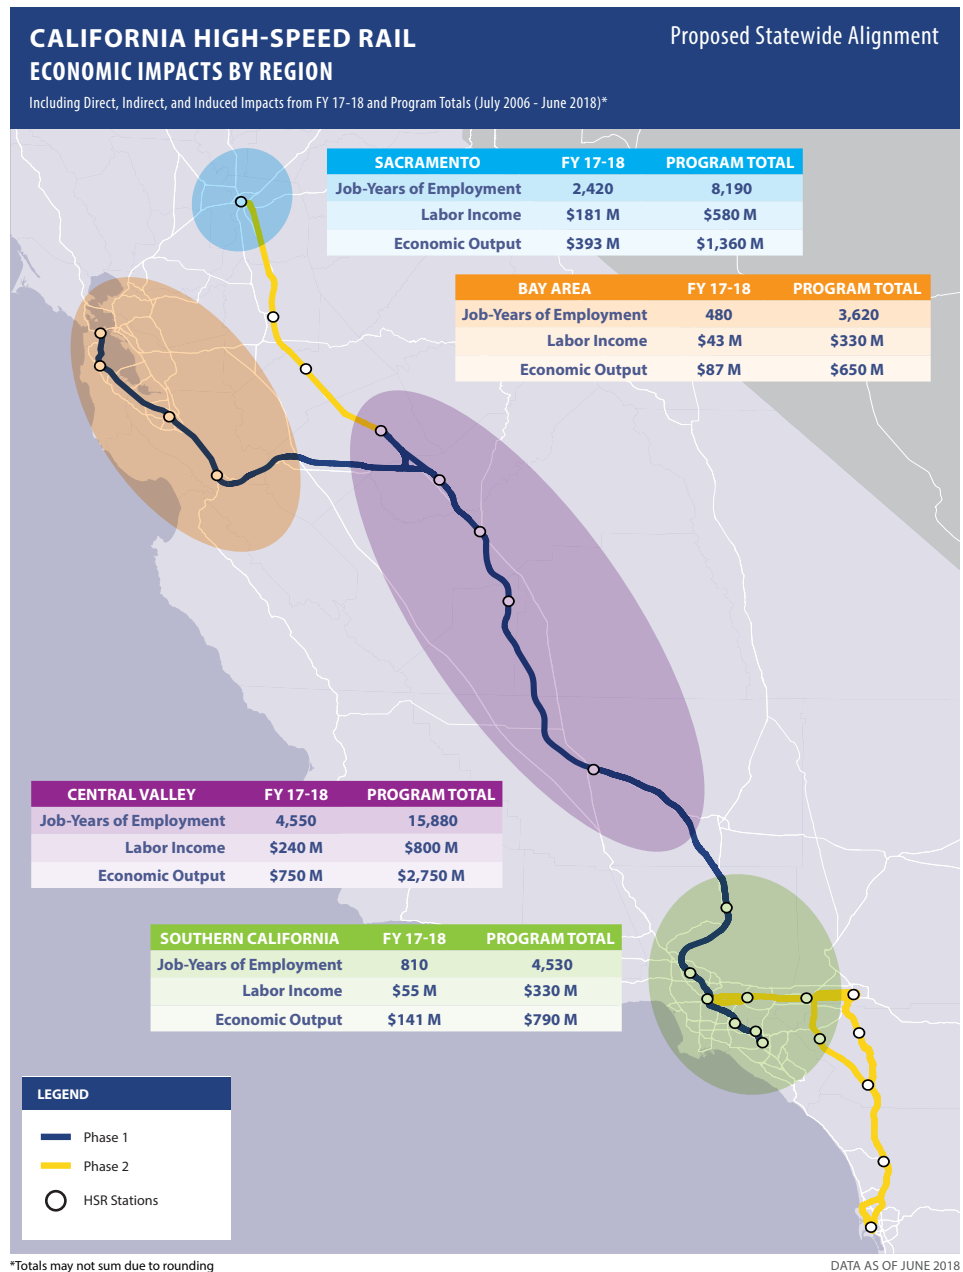 CALIFORNIA HIGH-SPEED RAIL
Proposed Statewide Alignment
ECONOMIC IMPACTS BY REGION
Including Direct, Indirect, and Induced Impacts from FY 17-18 and Program Totals (July 2006 - June 2018)*
SACRAMENTO FY 17-18 PROGRAM TOTAL
Job-Years of Employment 2,420 8,190
Labor Income $181 M $580 M
Economic Output $393 M $1,360 M
BAY AREA FY 17-18 PROGRAM TOTAL
Job-Years of Employment 480 3,620
Labor Income $43 M $330 M
Economic Output $87 M $650 M
CENTRAL VALLEY FY 17-18 PROGRAM TOTAL
Job-Years of Employment 4,550 15,880
Labor Income $240 M $800 M
Economic Output $750 M $2,750 M
SOUTHERN CALIFORNIA FY 17-18 PROGRAM TOTAL
Job-Years of Employment 810 4,530
Labor Income $55 M $330 M
Economic Output $141 M $790 M
LEGEND
Phase 1
Phase 2
HSR Stations
*Totals may not sum due to rounding
DATA AS OF JUNE 2018